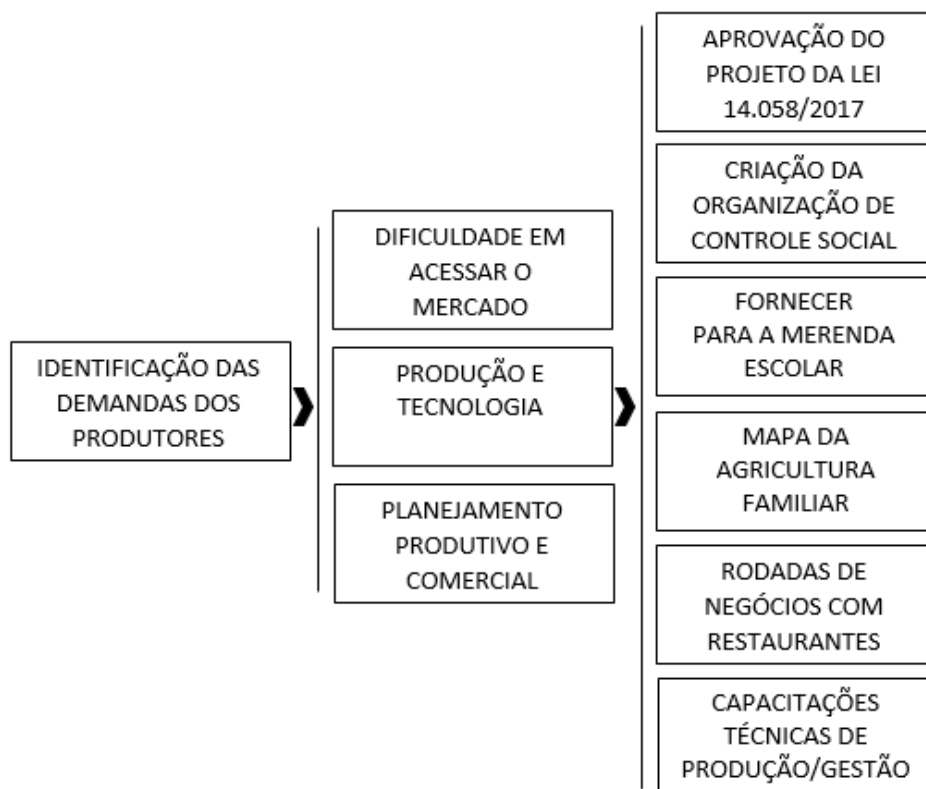 IDENTIFICAÇÃO DAS
DEMANDAS DOS
PRODUTORES
DIFICULDADE EM
ACESSAR O
MERCADO
PRODUÇÃO E
TECNOLOGIA
PLANEJAMENTO
PRODUTIVO E
COMERCIAL
APROVAÇÃO DO
PROJETO DA LEI
14.058/2017
CRIAÇÃO DA
ORGANIZAÇÃO DE
CONTROLE SOCIAL
FORNECER
PARA A MERENDA
ESCOLAR
MAPA DA
AGRICULTURA
FAMILIAR
RODADAS DE
NEGÓCIOS COM
RESTAURANTES
CAPACITAÇÕES
TÉCNICAS DE
PRODUÇÃO/GESTÃO